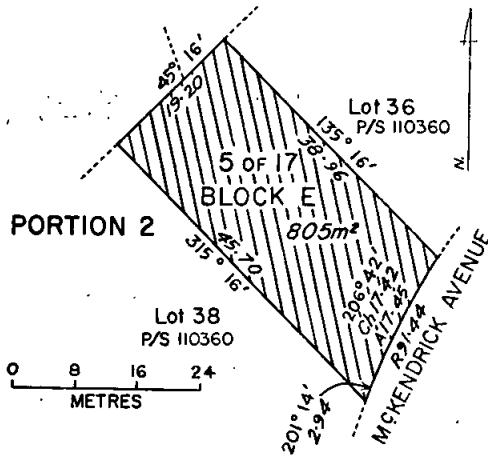 45° 16'
19·20
Lot 36
P/S 110360
135° 16'
38·96
N.
5 OF 17
BLOCK E
805m²
PORTION 2
315° 16'
45·70
206° 42'
Ch 17·42
A 17·45
R 91·44
MCKENDRICK AVENUE
Lot 38
P/S 110360
0 8 16 24
METRES
201° 14'
2·94